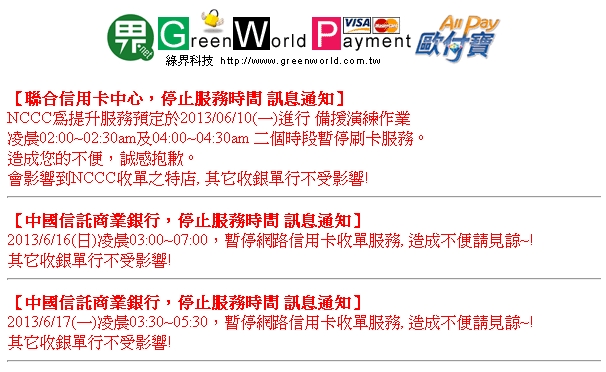 界.net GreenWorld Payment VISA MasterCard AllPay 歐付寶
綠界科技 http://www.greenworld.com.tw
【聯合信用卡中心，停止服務時間 訊息通知】
NCCC為提升服務預定於2013/06/10(一)進行 備援演練作業
凌晨02:00~02:30am及04:00~04:30am 二個時段暫停刷卡服務。
造成您的不便，誠感抱歉。
會影響到NCCC收單之特店, 其它收銀單行不受影響!
【中國信託商業銀行，停止服務時間 訊息通知】
2013/6/16(日)凌晨03:00~07:00，暫停網路信用卡收單服務, 造成不便請見諒~!
其它收銀單行不受影響!
【中國信託商業銀行，停止服務時間 訊息通知】
2013/6/17(一)凌晨03:30~05:30，暫停網路信用卡收單服務, 造成不便請見諒~!
其它收銀單行不受影響!